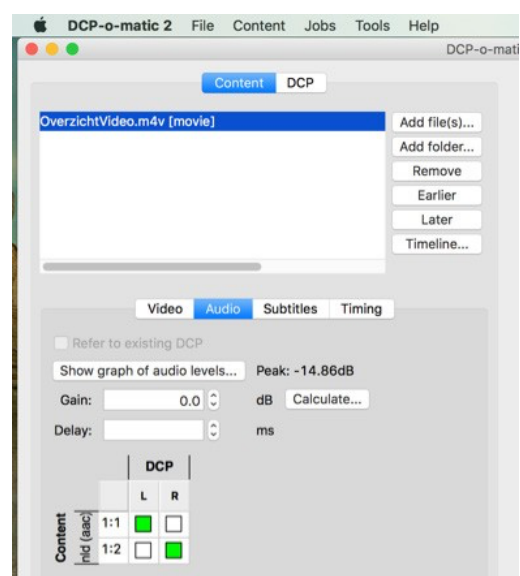 DCP-o-matic 2 File Content Jobs Tools Help
DCP-o-mati
Content DCP
OverzichtVideo.m4v [movie]
Add file(s)...
Add folder...
Remove
Earlier
Later
Timeline...
Video Audio Subtitles Timing
Refer to existing DCP
Show graph of audio levels... Peak: -14.86dB
Gain: 0.0 dB Calculate...
Delay: ms
DCP
L R
Content
nld (aac)
1:1
1:2